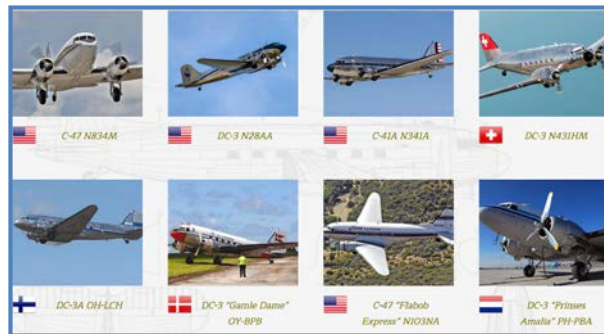 C-47 N834M
DC-3 N28AA
C-41A N341A
DC-3 N431HM
DC-3A OH-LCH
DC-3 "Gamle Dame"
OY-BPB
C-47 "Flabob
Express" N103NA
DC-3 "Prinses
Amalia" PH-PBA